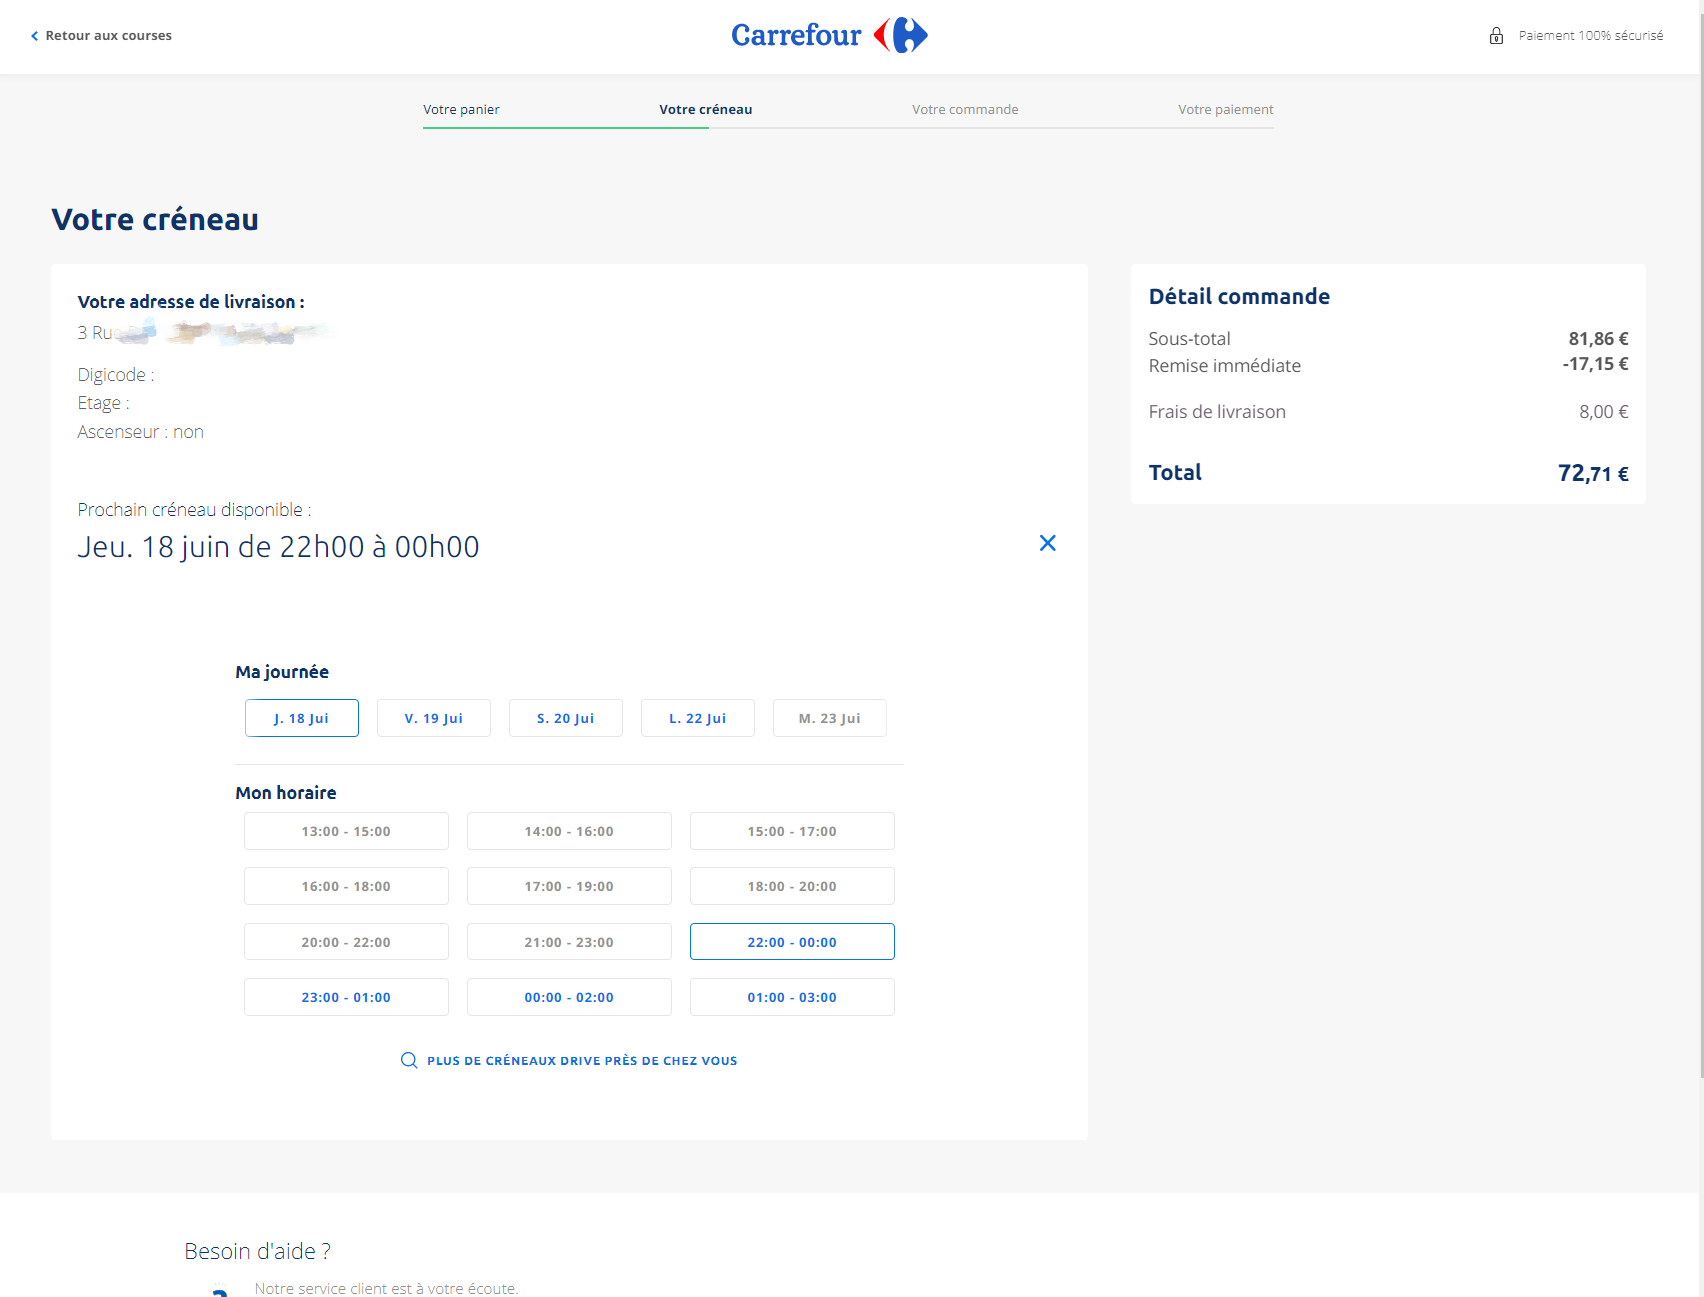 Retour aux courses
Carrefour
Paiement 100% sécurisé
Votre panier
Votre créneau
Votre commande
Votre paiement
Votre créneau
Votre adresse de livraison :
3 Rue
Digicode :
Etage :
Ascenseur : non
Prochain créneau disponible :
Jeu. 18 juin de 22h00 à 00h00
Ma journée
J. 18 Jui
V. 19 Jui
S. 20 Jui
L. 22 Jui
M. 23 Jui
Mon horaire
13:00 - 15:00
14:00 - 16:00
15:00 - 17:00
16:00 - 18:00
17:00 - 19:00
18:00 - 20:00
20:00 - 22:00
21:00 - 23:00
22:00 - 00:00
23:00 - 01:00
00:00 - 02:00
01:00 - 03:00
PLUS DE CRÉNEAUX DRIVE PRÈS DE CHEZ VOUS
Détail commande
Sous-total 81,86 €
Remise immédiate -17,15 €
Frais de livraison 8,00 €
Total 72,71 €
Besoin d'aide ?
Notre service client est à votre écoute.